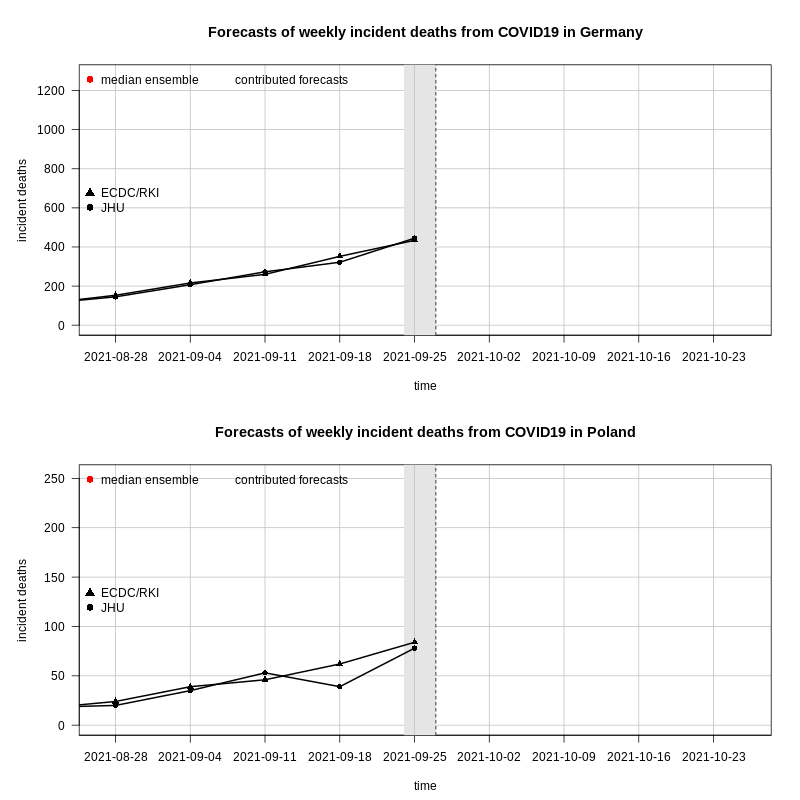 Forecasts of weekly incident deaths from COVID19 in Germany
median ensemble contributed forecasts
1200
1000
800
ECDC/RKI
600
JHU
400
200
0
incident deaths
2021-08-28 2021-09-04 2021-09-11 2021-09-18 2021-09-25 2021-10-02 2021-10-09 2021-10-16 2021-10-23
time
Forecasts of weekly incident deaths from COVID19 in Poland
250
median ensemble contributed forecasts
200
150
ECDC/RKI
JHU
100
50
0
incident deaths
2021-08-28 2021-09-04 2021-09-11 2021-09-18 2021-09-25 2021-10-02 2021-10-09 2021-10-16 2021-10-23
time